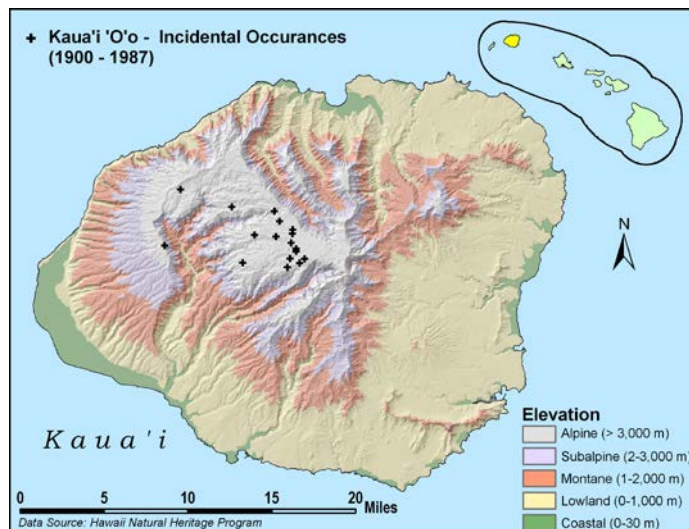 Kaua'i 'O'o - Incidental Occurances
(1900 - 1987)
N
Kaua'i
Elevation
Alpine (> 3,000 m)
Subalpine (2-3,000 m)
Montane (1-2,000 m)
Lowland (0-1,000 m)
Coastal (0-30 m)
0 5 10 15 20
Miles
Data Source: Hawaii Natural Heritage Program